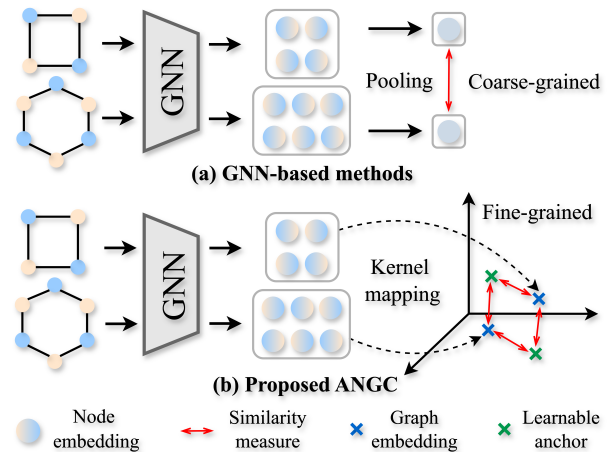 GNN
Pooling
Coarse-grained
(a) GNN-based methods
GNN
Kernel
mapping
Fine-grained
(b) Proposed ANGC
Node
embedding
Similarity
measure
Graph
embedding
Learnable
anchor